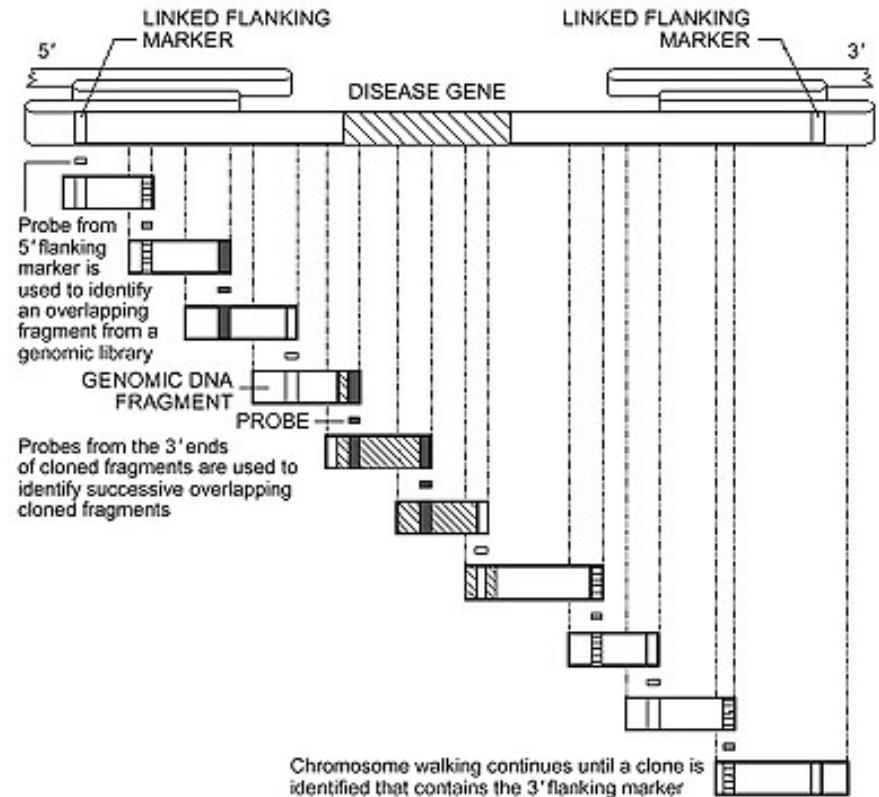 LINKED FLANKING
MARKER
LINKED FLANKING
MARKER
5'
3'
DISEASE GENE
Probe from
5' flanking
marker is
used to identify
an overlapping
fragment from a
genomic library
GENOMIC DNA
FRAGMENT
PROBE
Probes from the 3' ends
of cloned fragments are used to
identify successive overlapping
cloned fragments
Chromosome walking continues until a clone is
identified that contains the 3' flanking marker